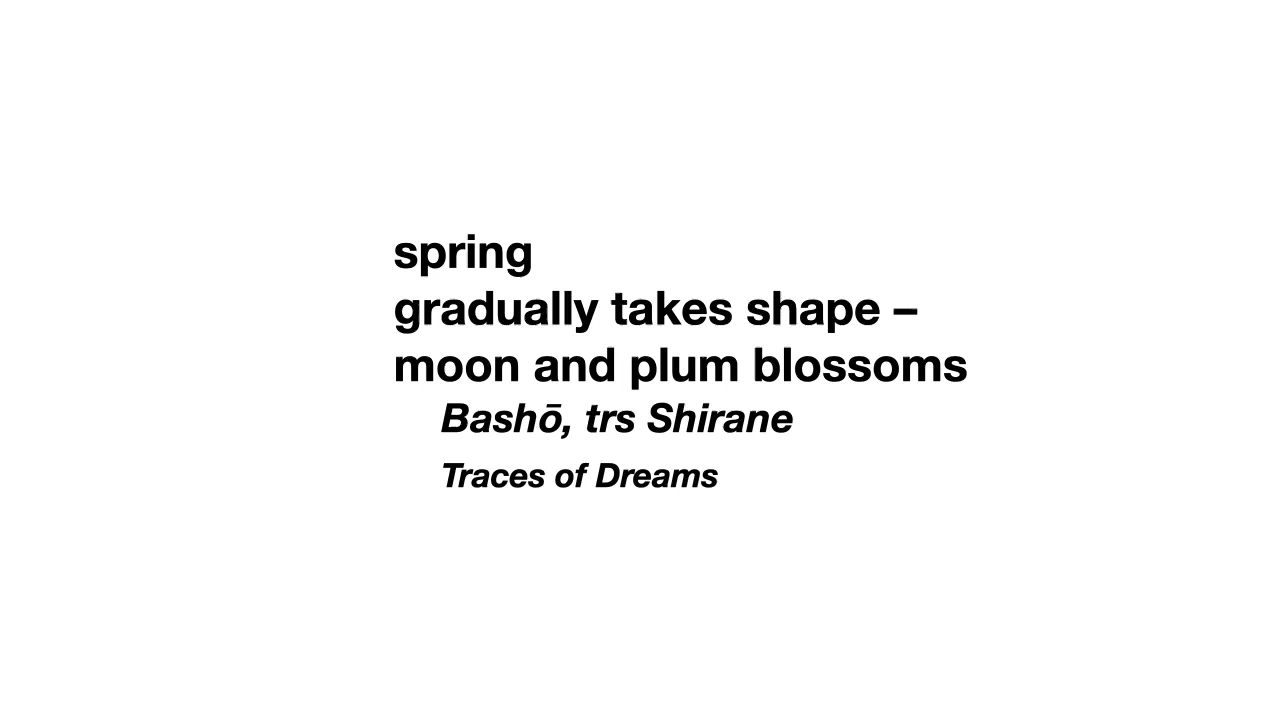 spring
gradually takes shape –
moon and plum blossoms
Bashō, trs Shirane
Traces of Dreams